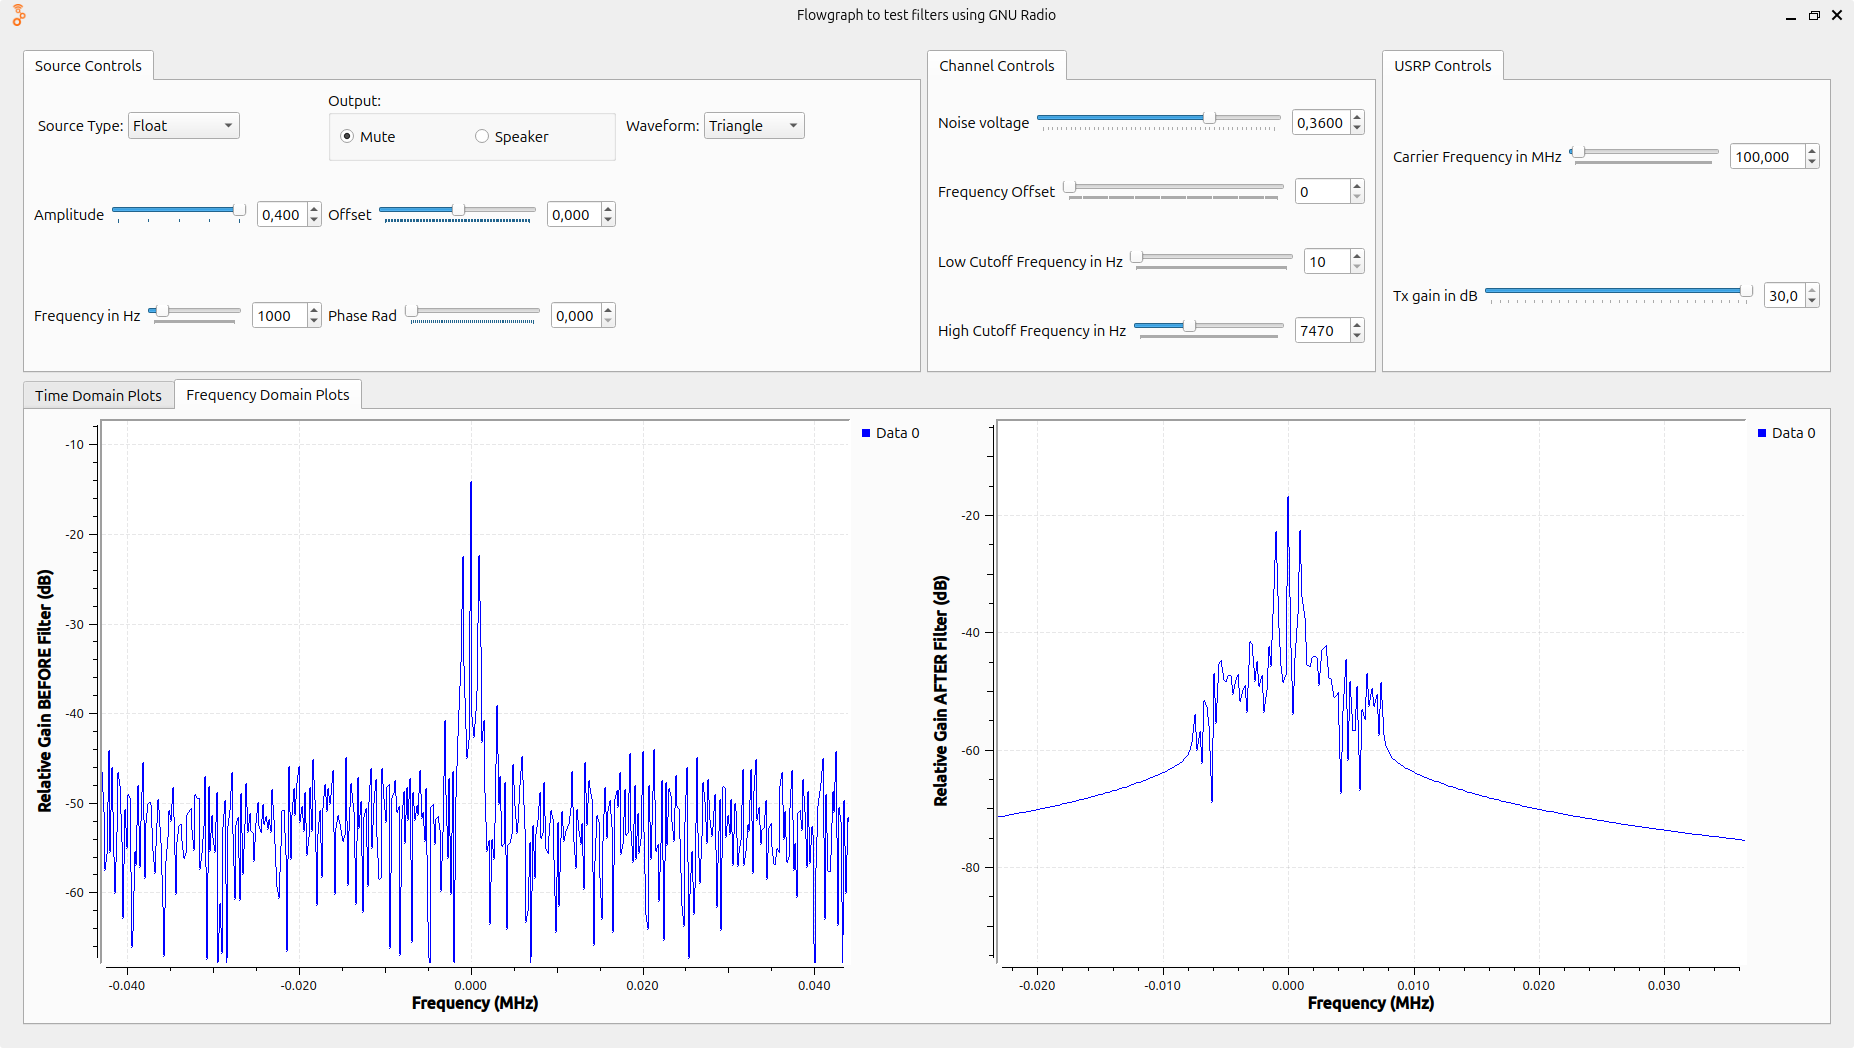 Flowgraph to test filters using GNU Radio
Source Controls
Source Type: Float
Output:
Mute
Speaker
Waveform: Triangle
Amplitude 0,400
Offset 0,000
Frequency in Hz 1000
Phase Rad 0,000
Channel Controls
Noise voltage 0,3600
Frequency Offset 0
Low Cutoff Frequency in Hz 10
High Cutoff Frequency in Hz 7470
USRP Controls
Carrier Frequency in MHz 100,000
Tx gain in dB 30,0
Time Domain Plots
Frequency Domain Plots
Relative Gain BEFORE Filter (dB)
-10
-20
-30
-40
-50
-60
-0.040
-0.020
0.000
0.020
0.040
Frequency (MHz)
Data 0
Relative Gain AFTER Filter (dB)
-20
-40
-60
-80
-0.020
-0.010
0.000
0.010
0.020
0.030
Frequency (MHz)
Data 0